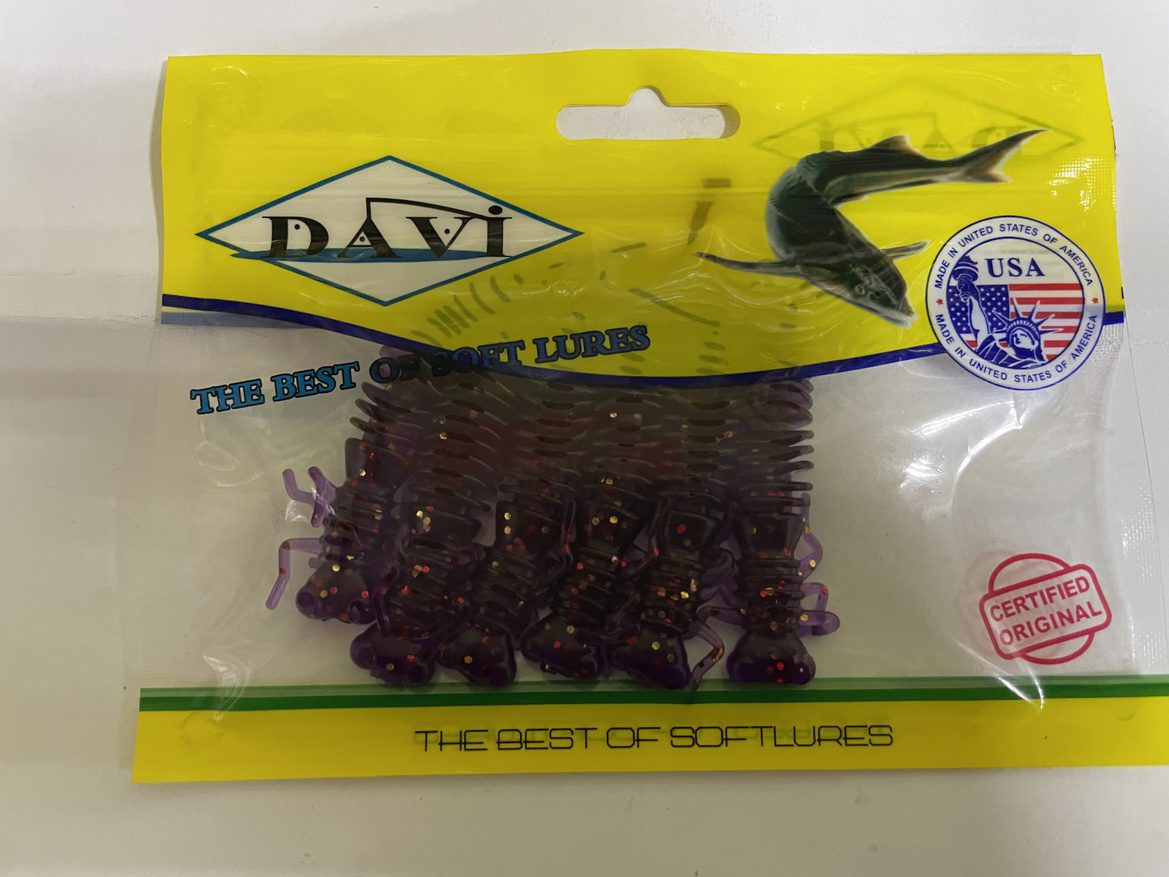 DAVİ
MADE IN UNITED STATES OF AMERICA
USA
MADE IN UNITED STATES OF AMERICA
THE BEST OF SOFT LURES
CERTIFIED
ORIGINAL
THE BEST OF SOFTLURES